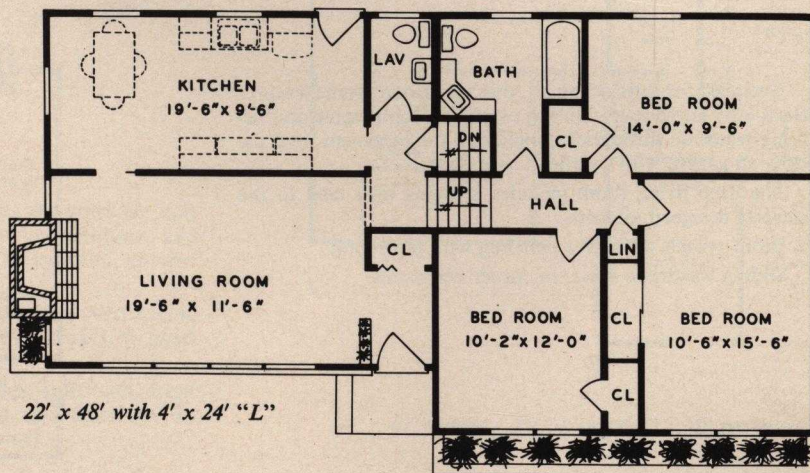 KITCHEN
19'-6" x 9'-6"
LAV
BATH
BED ROOM
14'-0" x 9'-6"
CL
DN
UP
HALL
LIN
CL
LIVING ROOM
19'-6" x 11'-6"
BED ROOM
10'-2" x 12'-0"
CL
BED ROOM
10'-6" x 15'-6"
CL
22' x 48' with 4' x 24' "L"